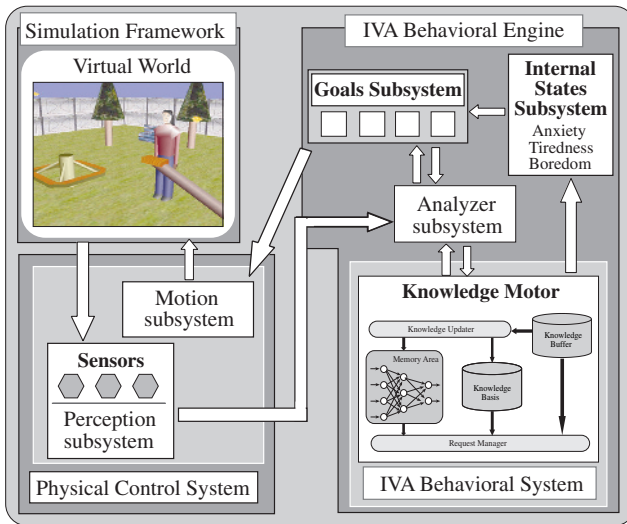 Simulation Framework
Virtual World
IVA Behavioral Engine
Goals Subsystem
Internal
States
Subsystem
Anxiety
Tiredness
Boredom
Analyzer
subsystem
Motion
subsystem
Sensors
Perception
subsystem
Physical Control System
Knowledge Motor
Knowledge Updater
Knowledge
Buffer
Memory Area
Knowledge
Basis
Request Manager
IVA Behavioral System